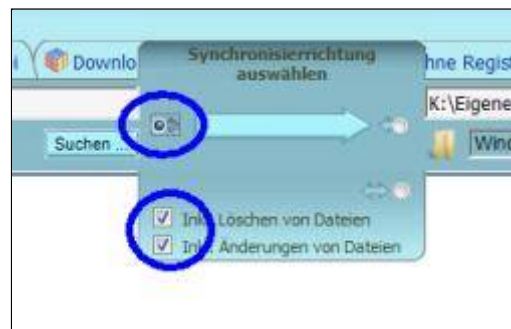 Synchronisierrichtung
auswählen
Downlo
hne Regist
K:\Eigene
Suchen ...
Wind
Inkl. Löschen von Dateien
Inkl. Änderungen von Dateien